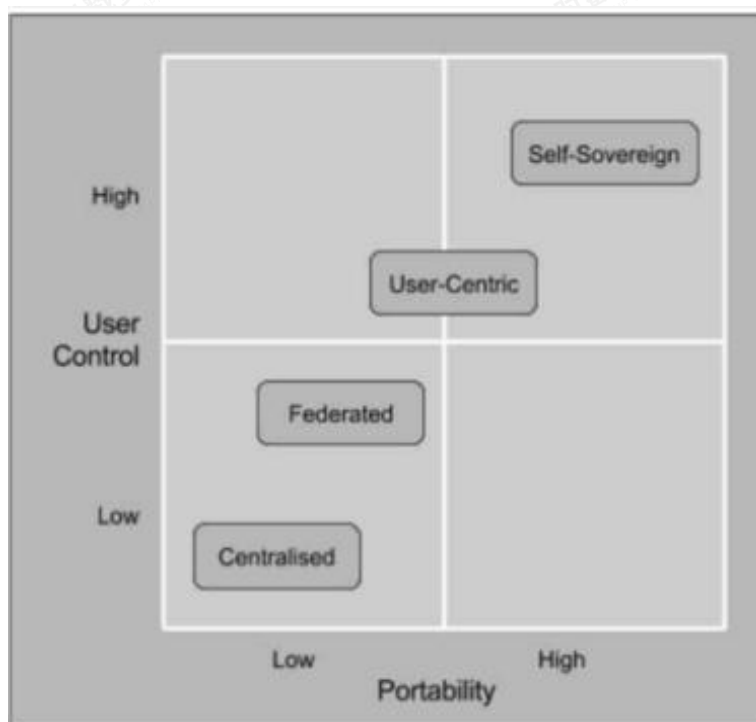 Self-Sovereign
High
User-Centric
User
Control
Federated
Low
Centralised
Low
High
Portability